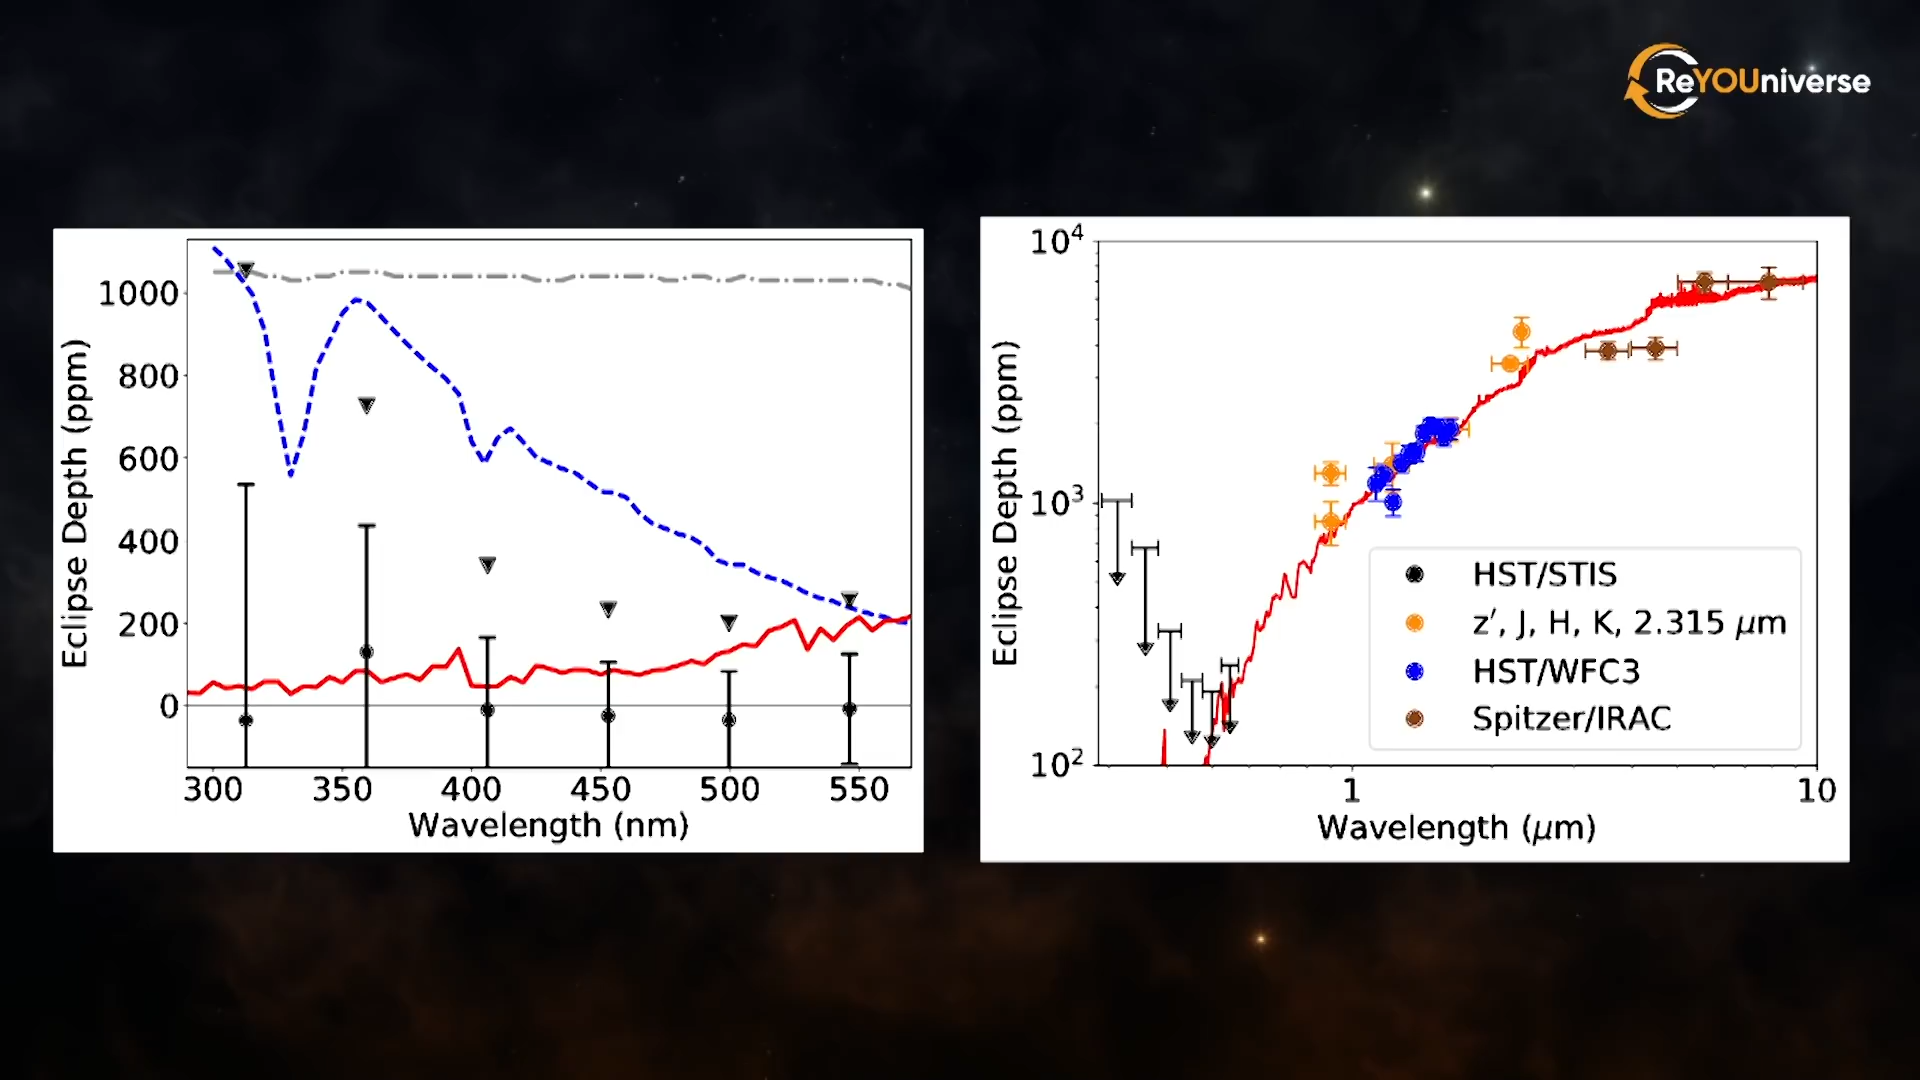 ReYOUniverse
1000
800
600
400
200
0
Eclipse Depth (ppm)
300 350 400 450 500 550
Wavelength (nm)
10⁴
10³
10²
Eclipse Depth (ppm)
HST/STIS
z′, J, H, K, 2.315 μm
HST/WFC3
Spitzer/IRAC
1 10
Wavelength (μm)